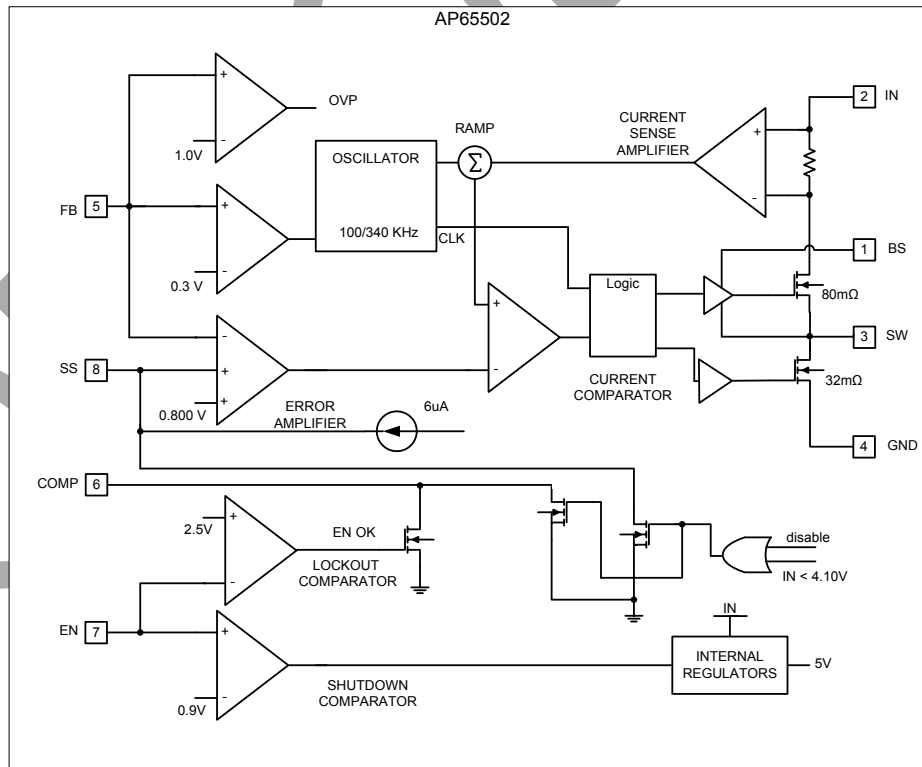 AP65502
+
OVP
-
1.0V
2
IN
RAMP
CURRENT
SENSE
AMPLIFIER
+
-
OSCILLATOR
Σ
100/340 KHz
CLK
FB
5
+
-
0.3 V
1
BS
Logic
80mΩ
+
-
3
SW
-
SS
8
+
+
0.800 V
ERROR
AMPLIFIER
6uA
CURRENT
COMPARATOR
32mΩ
4
GND
COMP
6
2.5V
+
EN OK
LOCKOUT
COMPARATOR
-
disable
IN < 4.10V
EN
7
+
-
0.9V
SHUTDOWN
COMPARATOR
IN
INTERNAL
REGULATORS
5V